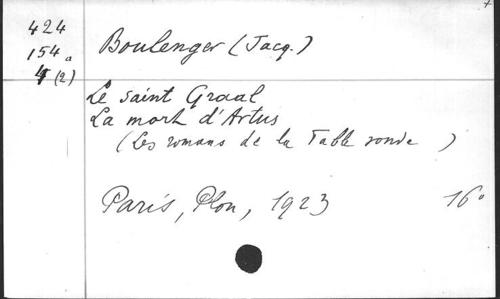 424
154a
4 (2)
Boulenger (Jacq.)
Le saint Graal
La mort d'Artus
(Les romans de la Table ronde )
Paris, Plon, 1923 16°